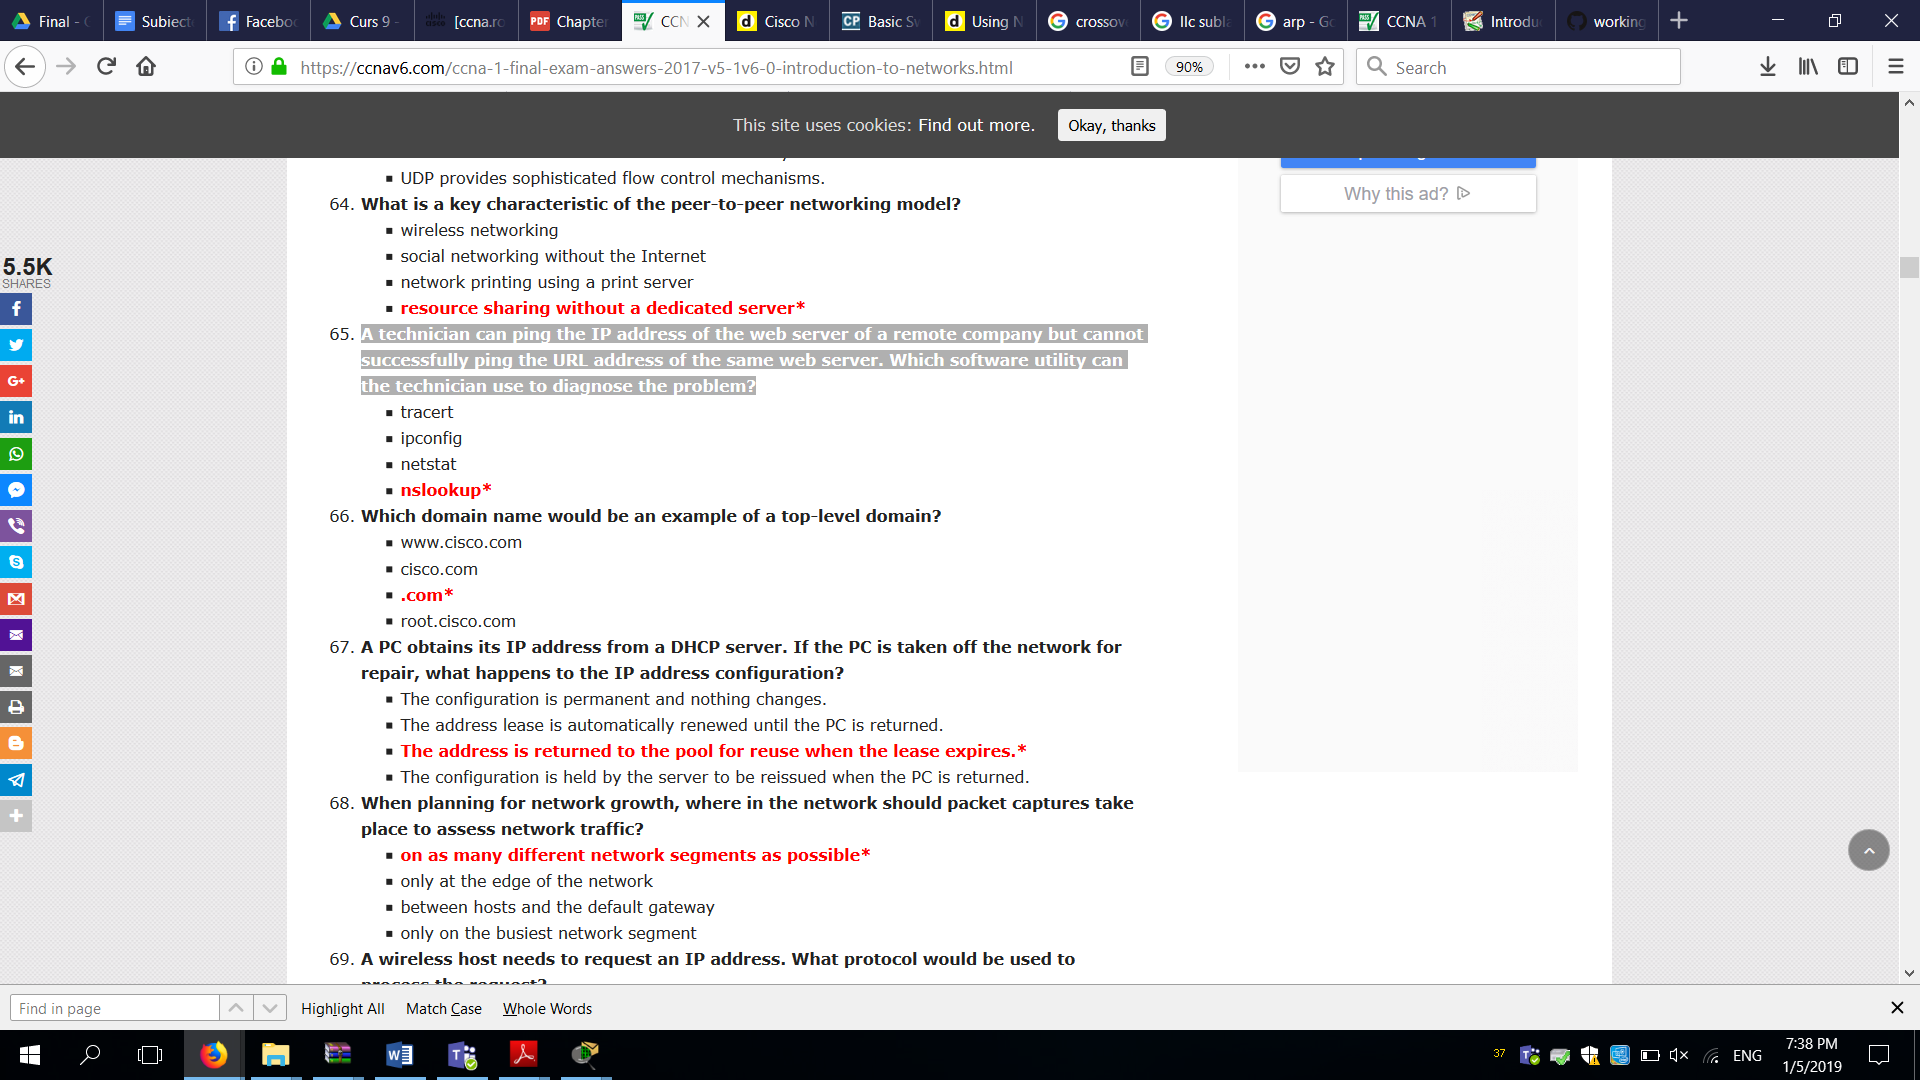 Final - G
Subiect
Facebo
Curs 9 -
[ccna.ro
Chapter
CCN
Cisco N
Basic Sv
Using N
crossov
llc subla
arp - Go
CCNA 1
Introdu
working
https://ccnav6.com/ccna-1-final-exam-answers-2017-v5-1v6-0-introduction-to-networks.html
90%
Search
This site uses cookies: Find out more.
Okay, thanks
Why this ad?
UDP provides sophisticated flow control mechanisms.
64. What is a key characteristic of the peer-to-peer networking model?
wireless networking
social networking without the Internet
network printing using a print server
resource sharing without a dedicated server*
65. A technician can ping the IP address of the web server of a remote company but cannot
successfully ping the URL address of the same web server. Which software utility can
the technician use to diagnose the problem?
tracert
ipconfig
netstat
nslookup*
66. Which domain name would be an example of a top-level domain?
www.cisco.com
cisco.com
.com*
root.cisco.com
67. A PC obtains its IP address from a DHCP server. If the PC is taken off the network for
repair, what happens to the IP address configuration?
The configuration is permanent and nothing changes.
The address lease is automatically renewed until the PC is returned.
The address is returned to the pool for reuse when the lease expires.*
The configuration is held by the server to be reissued when the PC is returned.
68. When planning for network growth, where in the network should packet captures take
place to assess network traffic?
on as many different network segments as possible*
only at the edge of the network
between hosts and the default gateway
only on the busiest network segment
69. A wireless host needs to request an IP address. What protocol would be used to
process the request?
5.5K
SHARES
Find in page
Highlight All
Match Case
Whole Words
37
ENG
7:38 PM
1/5/2019